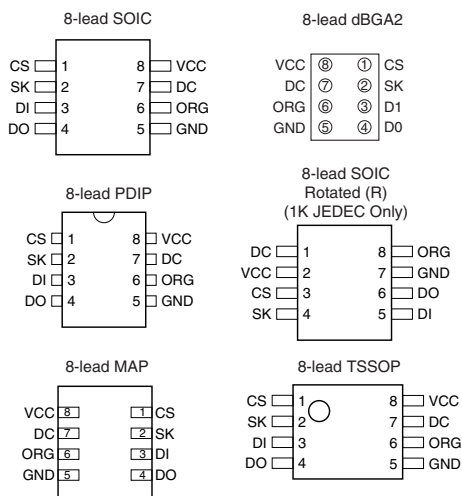 8-lead SOIC
CS 1 8 VCC
SK 2 7 DC
DI 3 6 ORG
DO 4 5 GND
8-lead dBGA2
VCC 8 1 CS
DC 7 2 SK
ORG 6 3 D1
GND 5 4 D0
8-lead PDIP
CS 1 8 VCC
SK 2 7 DC
DI 3 6 ORG
DO 4 5 GND
8-lead SOIC
Rotated (R)
(1K JEDEC Only)
DC 1 8 ORG
VCC 2 7 GND
CS 3 6 DO
SK 4 5 DI
8-lead MAP
VCC 8 1 CS
DC 7 2 SK
ORG 6 3 DI
GND 5 4 DO
8-lead TSSOP
CS 1 8 VCC
SK 2 7 DC
DI 3 6 ORG
DO 4 5 GND